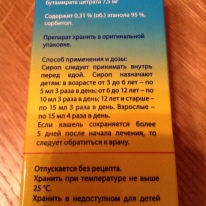 бутамирата цитрата 7,5 мг
Содержит 0,31 % (об.) этанола 95 %,
сорбитол.
Препарат хранить в оригинальной
упаковке.
Способ применения и дозы:
Сироп следует принимать внутрь
перед едой. Сироп назначают
детям: в возрасте от 3 до 6 лет – по
5 мл 3 раза в день; от 6 до 12 лет – по
10 мл 3 раза в день; 12 лет и старше –
по 15 мл 3 раза в день. Взрослые –
по 15 мл 4 раза в день.
Если кашель сохраняется более
5 дней после начала лечения, то
следует обратиться к врачу.
Отпускается без рецепта.
Хранить при температуре не выше
25 °С.
Хранить в недоступном для детей